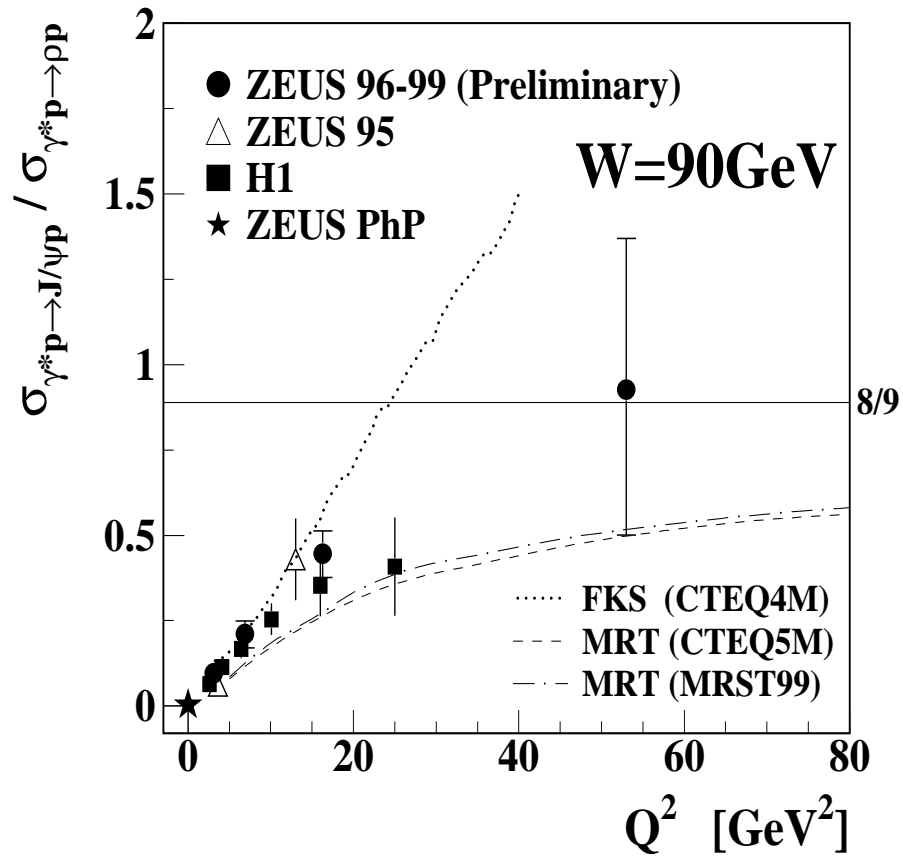 σγ*p→J/ψp / σγ*p→ρp
2
1.5
1
0.5
0
ZEUS 96-99 (Preliminary)
ZEUS 95
H1
ZEUS PhP
W=90GeV
8/9
FKS (CTEQ4M)
MRT (CTEQ5M)
MRT (MRST99)
0 20 40 60 80
Q² [GeV²]